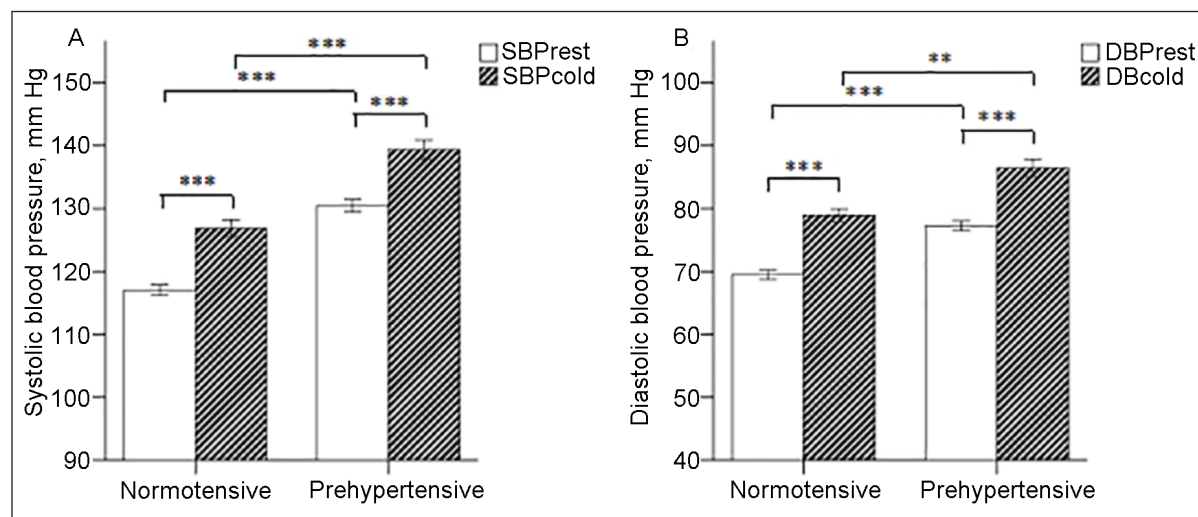 A
***
SBPrest
SBPcold
***
***
***
Systolic blood pressure, mm Hg
150
140
130
120
110
100
90
Normotensive
Prehypertensive
B
**
DBPrest
DBcold
***
***
***
Diastolic blood pressure, mm Hg
100
90
80
70
60
50
40
Normotensive
Prehypertensive